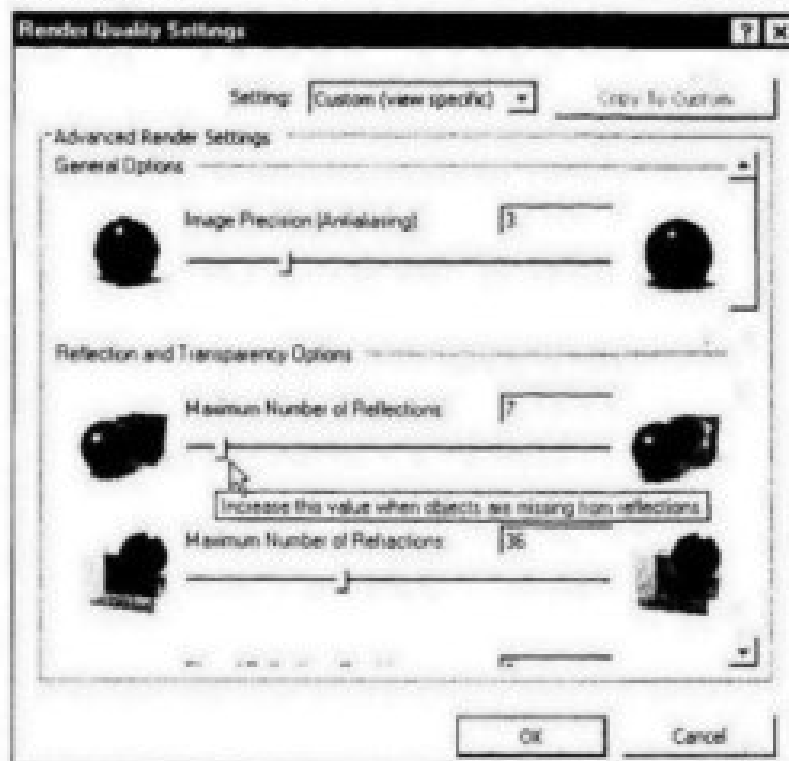 Render Quality Settings
Setting: Custom (view specific) Copy To Custom
Advanced Render Settings
General Options
Image Precision (Antialiasing) 3
Reflection and Transparency Options
Maximum Number of Reflections: 7
Increase this value when objects are missing from reflections.
Maximum Number of Refractions: 36
OK Cancel